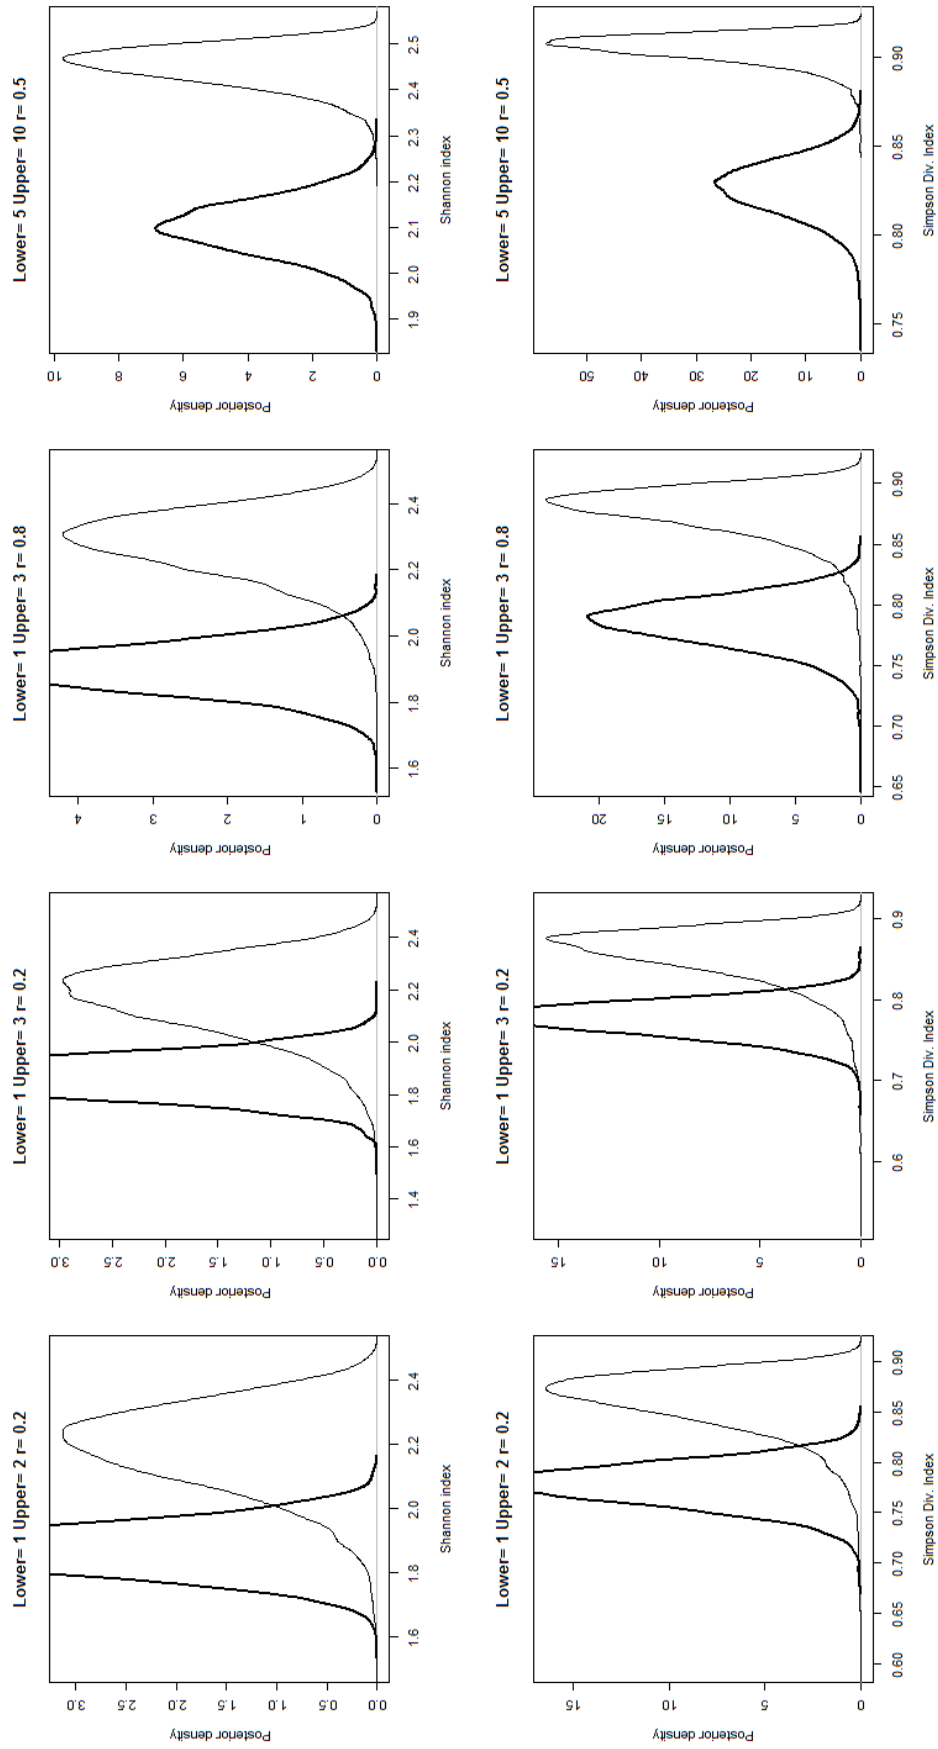 Lower= 1 Upper= 2 r= 0.2
Posterior density
3.0
2.5
2.0
1.5
1.0
0.5
0.0
1.6 1.8 2.0 2.2 2.4
Shannon index
Lower= 1 Upper= 3 r= 0.2
Posterior density
3.0
2.5
2.0
1.5
1.0
0.5
0.0
1.4 1.6 1.8 2.0 2.2 2.4
Shannon index
Lower= 1 Upper= 3 r= 0.8
Posterior density
4
3
2
1
0
1.6 1.8 2.0 2.2 2.4
Shannon index
Lower= 5 Upper= 10 r= 0.5
Posterior density
10
8
6
4
2
0
1.9 2.0 2.1 2.2 2.3 2.4 2.5
Shannon index
Lower= 1 Upper= 2 r= 0.2
Posterior density
15
10
5
0
0.60 0.65 0.70 0.75 0.80 0.85 0.90
Simpson Div. Index
Lower= 1 Upper= 3 r= 0.2
Posterior density
15
10
5
0
0.6 0.7 0.8 0.9
Simpson Div. Index
Lower= 1 Upper= 3 r= 0.8
Posterior density
20
15
10
5
0
0.65 0.70 0.75 0.80 0.85 0.90
Simpson Div. Index
Lower= 5 Upper= 10 r= 0.5
Posterior density
50
40
30
20
10
0
0.75 0.80 0.85 0.90
Simpson Div. Index